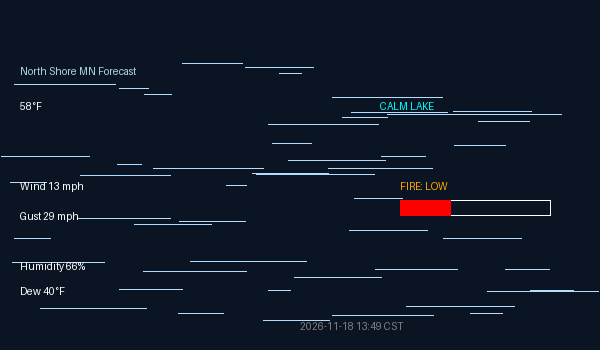 North Shore MN Forecast
58°F
CALM LAKE
Wind 13 mph
FIRE: LOW
Gust 29 mph
Humidity 66%
Dew 40°F
2026-11-18 13:49 CST